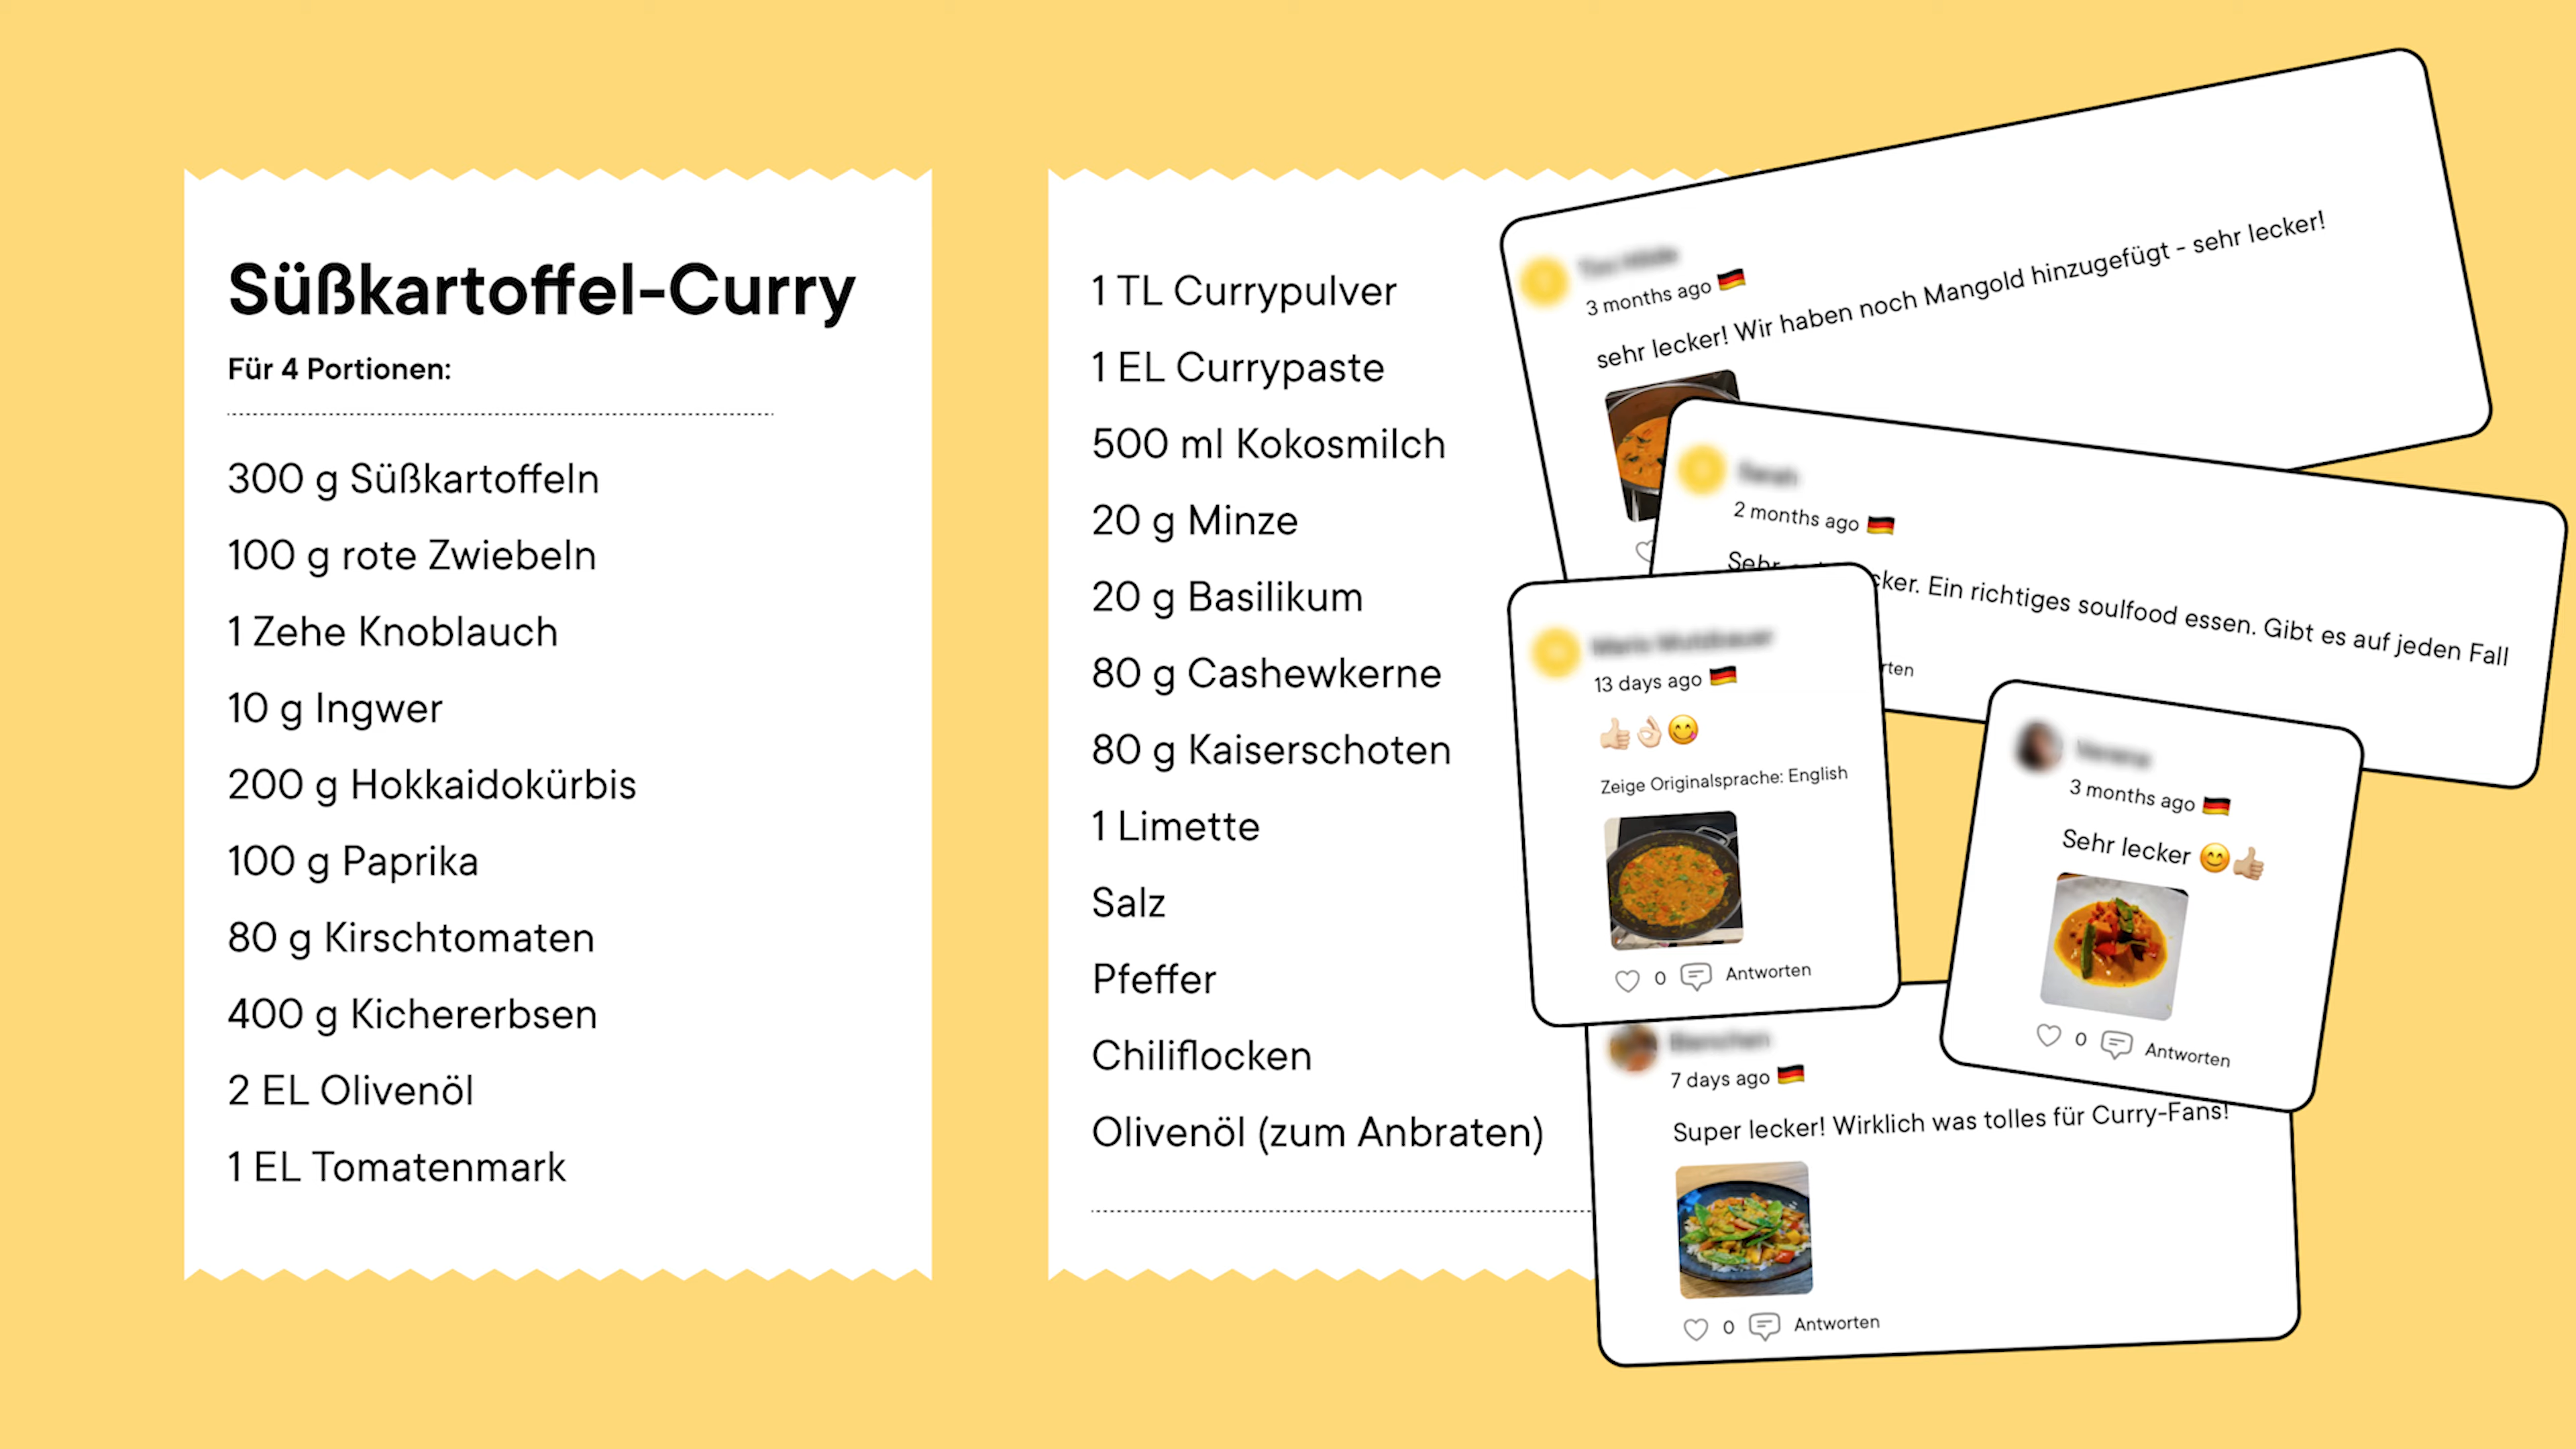 Süßkartoffel-Curry
Für 4 Portionen:
300 g Süßkartoffeln
100 g rote Zwiebeln
1 Zehe Knoblauch
10 g Ingwer
200 g Hokkaidokürbis
100 g Paprika
80 g Kirschtomaten
400 g Kichererbsen
2 EL Olivenöl
1 EL Tomatenmark
1 TL Currypulver
1 EL Currypaste
500 ml Kokosmilch
20 g Minze
20 g Basilikum
80 g Cashewkerne
80 g Kaiserschoten
1 Limette
Salz
Pfeffer
Chiliflocken
Olivenöl (zum Anbraten)
3 months ago 🇩🇪
sehr lecker! Wir haben noch Mangold hinzugefügt - sehr lecker!
2 months ago 🇩🇪
Sehr Ein richtiges soulfood essen. Gibt es auf jeden Fall
13 days ago 🇩🇪
👍🏻👌🏻😋
Zeige Originalsprache: English
0 Antworten
3 months ago 🇩🇪
Sehr lecker 😊👍🏼
0 Antworten
7 days ago 🇩🇪
Super lecker! Wirklich was tolles für Curry-Fans!
0 Antworten